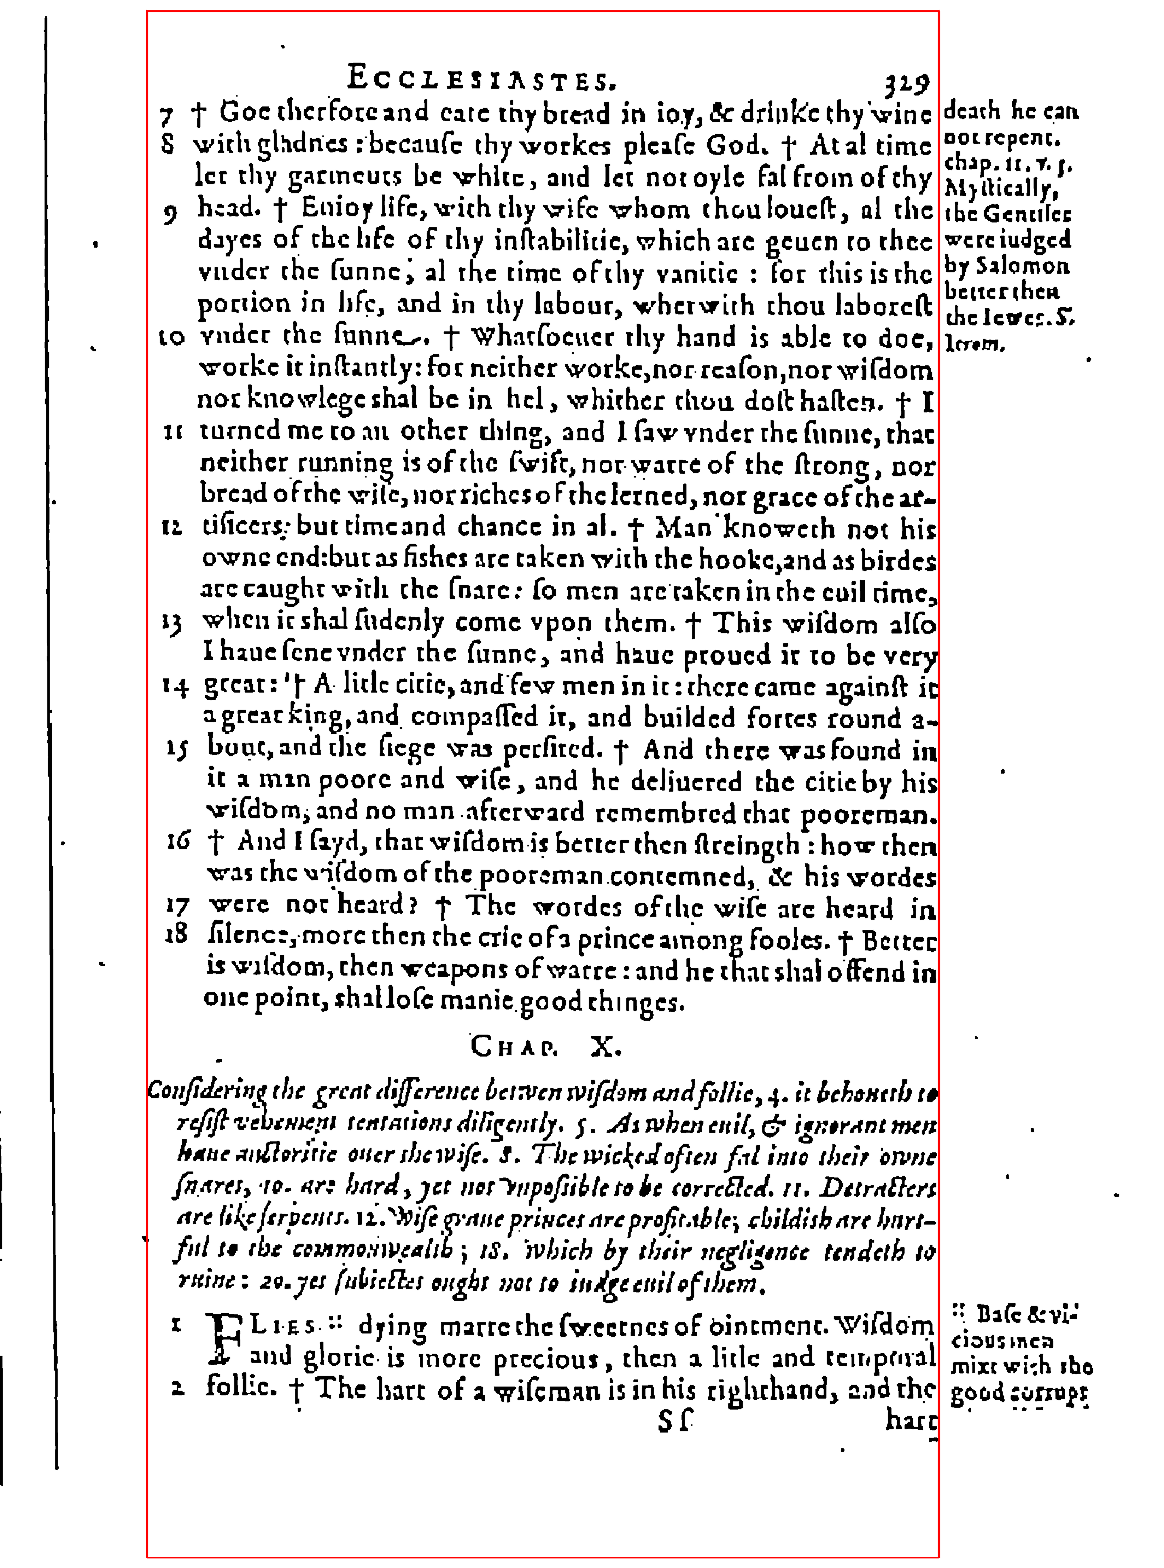 ECCLESIASTES. 329
7 † Goe therfore and eate thy bread in ioy, & drinke thy wine
8 with gladnes: because thy workes please God. † At al time
let thy garments be white, and let not oyle fal from of thy
9 head. † Enioy life, with thy wife whom thou louest, al the
dayes of the life of thy instabilitie, which are geuen to thee
vnder the sunne, al the time of thy vanitie: for this is the
portion in life, and in thy labour, wherwith thou laborest
10 vnder the sunne. † Whatsoeuer thy hand is able to doe,
worke it instantly: for neither worke, nor reason, nor wisdom
nor knowlege shal be in hel, whither thou dost hasten. † I
11 turned me to an other thing, and I saw vnder the sunne, that
neither running is of the swift, nor warre of the strong, nor
bread of the wise, nor riches of the lerned, nor grace of the ar-
12 tificers: but time and chance in al. † Man knoweth not his
owne end: but as fishes are taken with the hooke, and as birdes
are caught with the snare: so men are taken in the euil time,
13 when it shal sudenly come vpon them. † This wisdom also
I haue sene vnder the sunne, and haue proued it to be very
14 great: † A litle citie, and few men in it: there came against it
a great king, and compassed it, and builded fortes round a-
15 bout, and the siege was perfited. † And there was found in
it a man poore and wise, and he deliuered the citie by his
wisdom, and no man afterward remembred that pooreman.
16 † And I sayd, that wisdom is better then streingth: how then
was the wisdom of the pooreman contemned, & his wordes
17 were not heard? † The wordes of the wise are heard in
18 silence, more then the crie of a prince among fooles. † Better
is wisdom, then weapons of warre: and he that shal offend in
one point, shal lose manie good thinges.
CHAP. X.
Considering the great difference betwen wisdom and follie, 4. it behoueth to
resist vehement tentations diligently. 5. As when euil, & ignorant men
haue auctoritie ouer the wise. 8. The wicked often fal into their owne
snares, 10. are hard, yet not vnpossible to be corrected. 11. Detracters
are like serpents. 12. Wise graue princes are profitable; childish are hurt-
ful to the commonwealth; 18. which by their negligence tendeth to
ruine: 20. yet subiectes ought not to iudge euil of them.
1 FLIES :: dying marre the sweetnes of ointment. Wisdom
and glorie is more precious, then a litle and temporal
2 follie. † The hart of a wiseman is in his righthand, and the
Ss hart
death he can
not repent.
chap. 11. v. 3.
Mystically,
the Gentiles
were iudged
by Salomon
better then
the Iewes. S.
Ierom.
:: Base & vi-
cious men
mixt with the
good corrupt